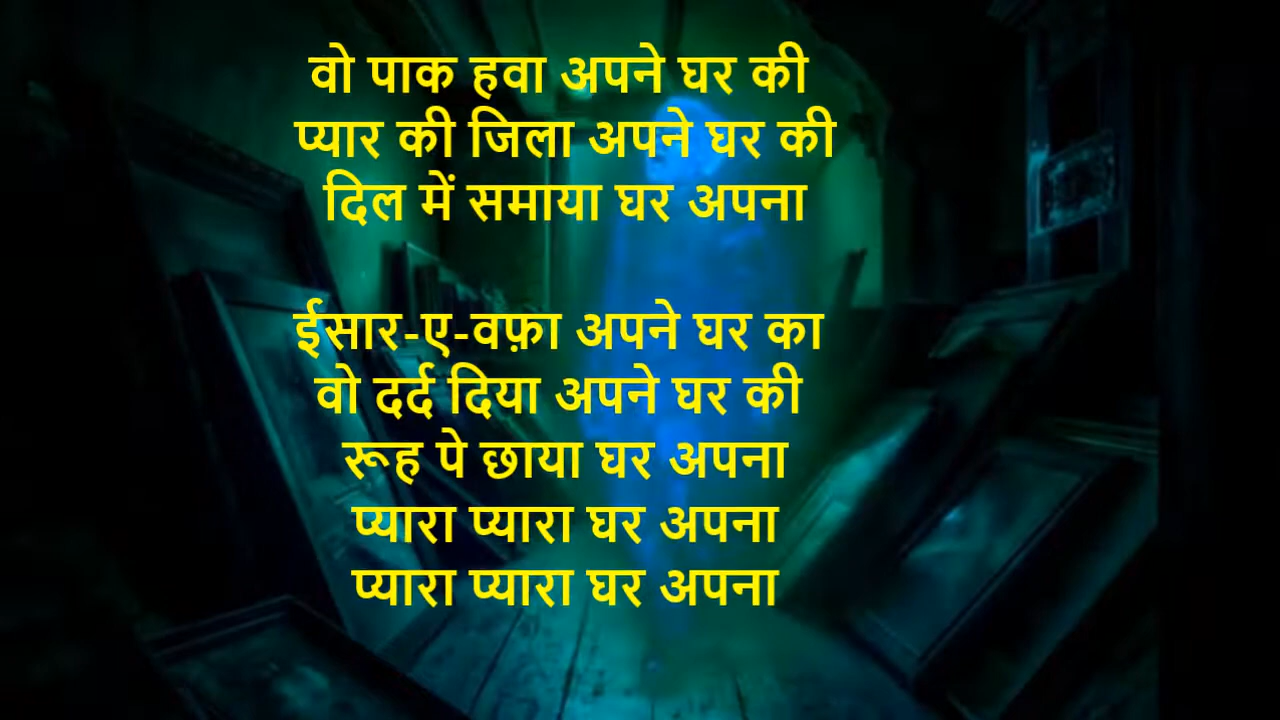 वो पाक हवा अपने घर की
प्यार की जिला अपने घर की
दिल में समाया घर अपना
ईसार-ए-वफ़ा अपने घर का
वो दर्द दिया अपने घर की
रूह पे छाया घर अपना
प्यारा प्यारा घर अपना
प्यारा प्यारा घर अपना